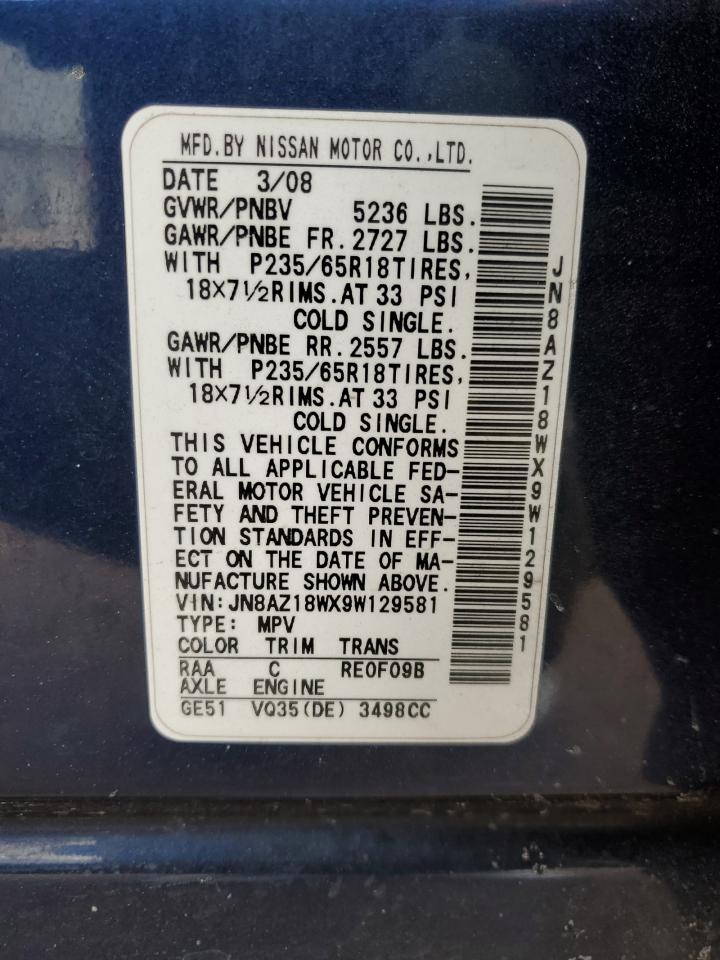 MFD.BY NISSAN MOTOR CO.,LTD.
DATE 3/08
GVWR/PNBV 5236 LBS.
GAWR/PNBE FR.2727 LBS.
WITH P235/65R18TIRES,
18X7½RIMS.AT 33 PSI
COLD SINGLE.
GAWR/PNBE RR.2557 LBS.
WITH P235/65R18TIRES,
18X7½RIMS.AT 33 PSI
COLD SINGLE.
THIS VEHICLE CONFORMS
TO ALL APPLICABLE FED-
ERAL MOTOR VEHICLE SA-
FETY AND THEFT PREVEN-
TION STANDARDS IN EFF-
ECT ON THE DATE OF MA-
NUFACTURE SHOWN ABOVE.
VIN:JN8AZ18WX9W129581
TYPE: MPV
COLOR TRIM TRANS
RAA C RE0F09B
AXLE ENGINE
GE51 VQ35(DE) 3498CC
JN8AZ18WX9W129581